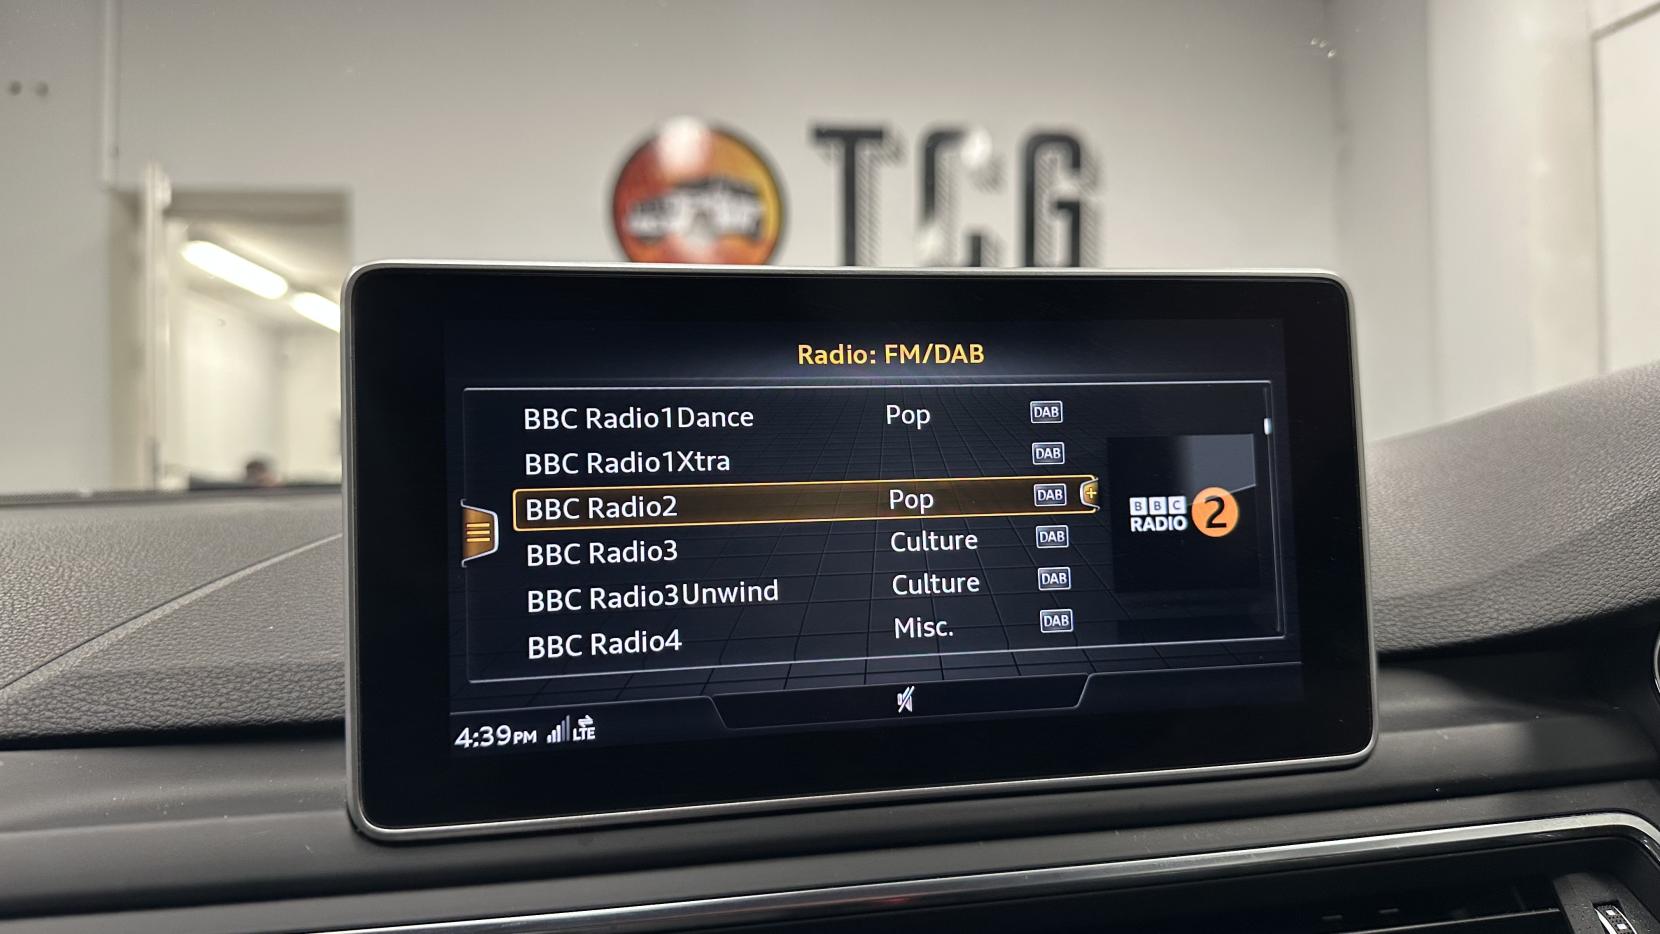 TCG
Radio: FM/DAB
BBC Radio1Dance Pop DAB
BBC Radio1Xtra DAB
BBC Radio2 Pop DAB
BBC Radio3 Culture DAB
BBC Radio3Unwind Culture DAB
BBC Radio4 Misc. DAB
BBC
RADIO 2
4:39PM LTE